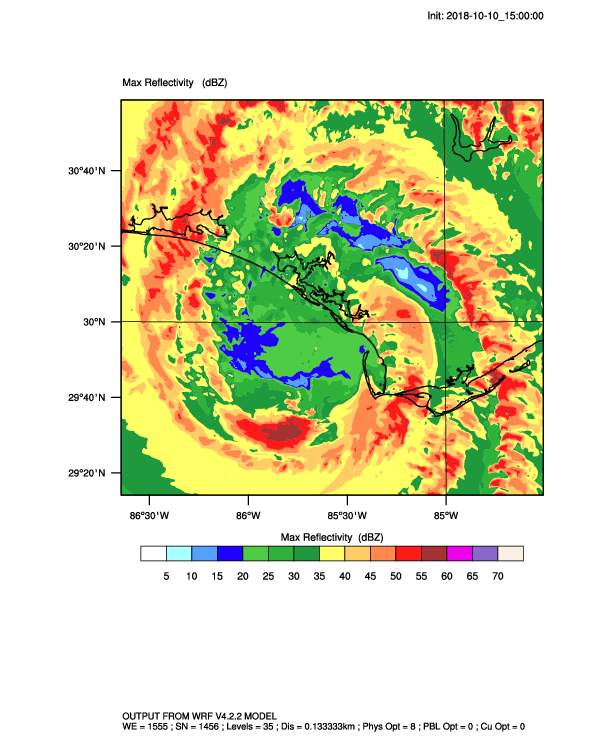 Init: 2018-10-10_15:00:00
Max Reflectivity (dBZ)
30°40'N
30°20'N
30°N
29°40'N
29°20'N
86°30'W 86°W 85°30'W 85°W
Max Reflectivity (dBZ)
5 10 15 20 25 30 35 40 45 50 55 60 65 70
OUTPUT FROM WRF V4.2.2 MODEL
WE = 1555 ; SN = 1456 ; Levels = 35 ; Dis = 0.133333km ; Phys Opt = 8 ; PBL Opt = 0 ; Cu Opt = 0